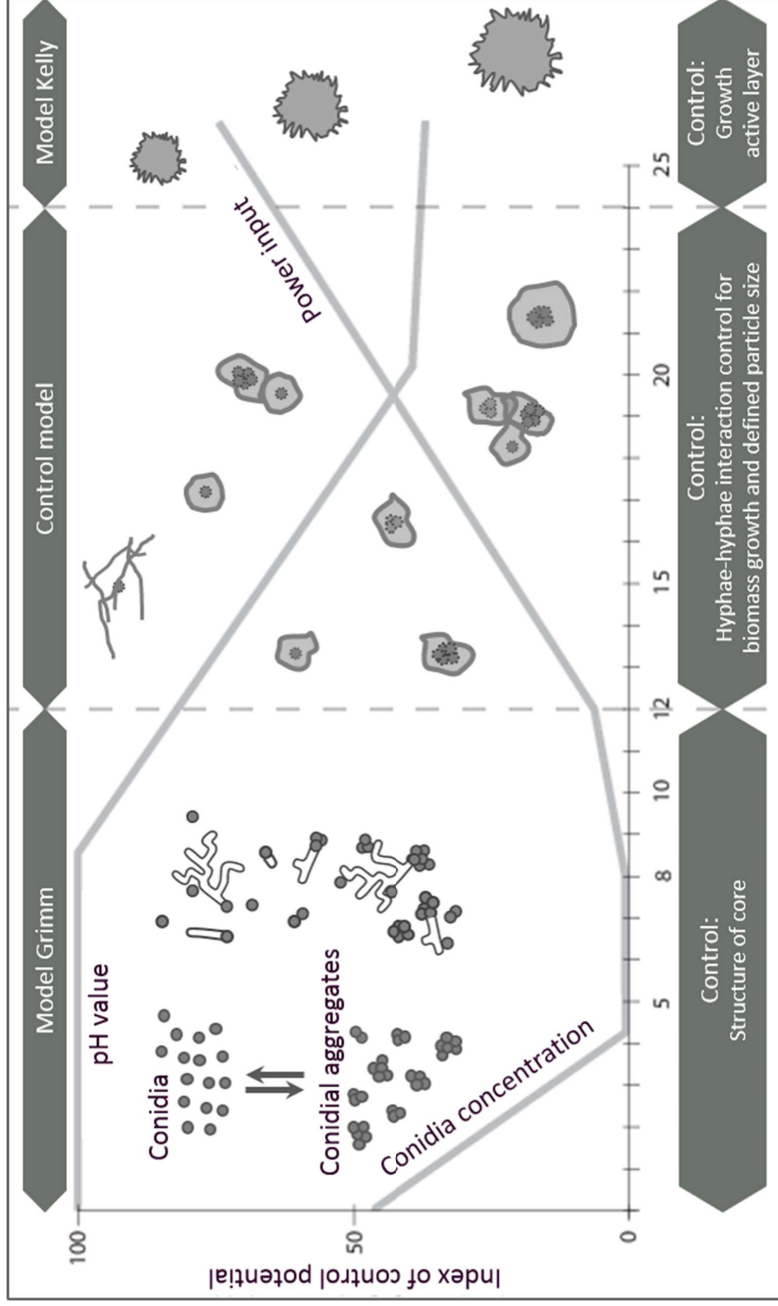 Model Grimm
Control model
Model Kelly
Index of control potential
100
50
0
pH value
Conidia
Conidial aggregates
Conidia concentration
Power input
5
8
10
12
15
20
25
Control:
Structure of core
Control:
Hyphae-hyphae interaction control for
biomass growth and defined particle size
Control:
Growth
active layer